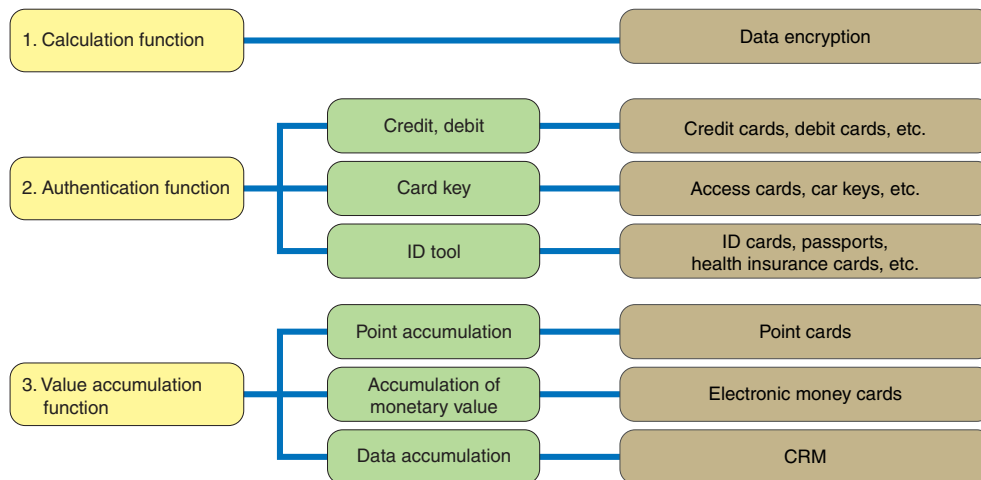 1. Calculation function
Data encryption
2. Authentication function
Credit, debit
Credit cards, debit cards, etc.
Card key
Access cards, car keys, etc.
ID tool
ID cards, passports,
health insurance cards, etc.
3. Value accumulation
function
Point accumulation
Point cards
Accumulation of
monetary value
Electronic money cards
Data accumulation
CRM